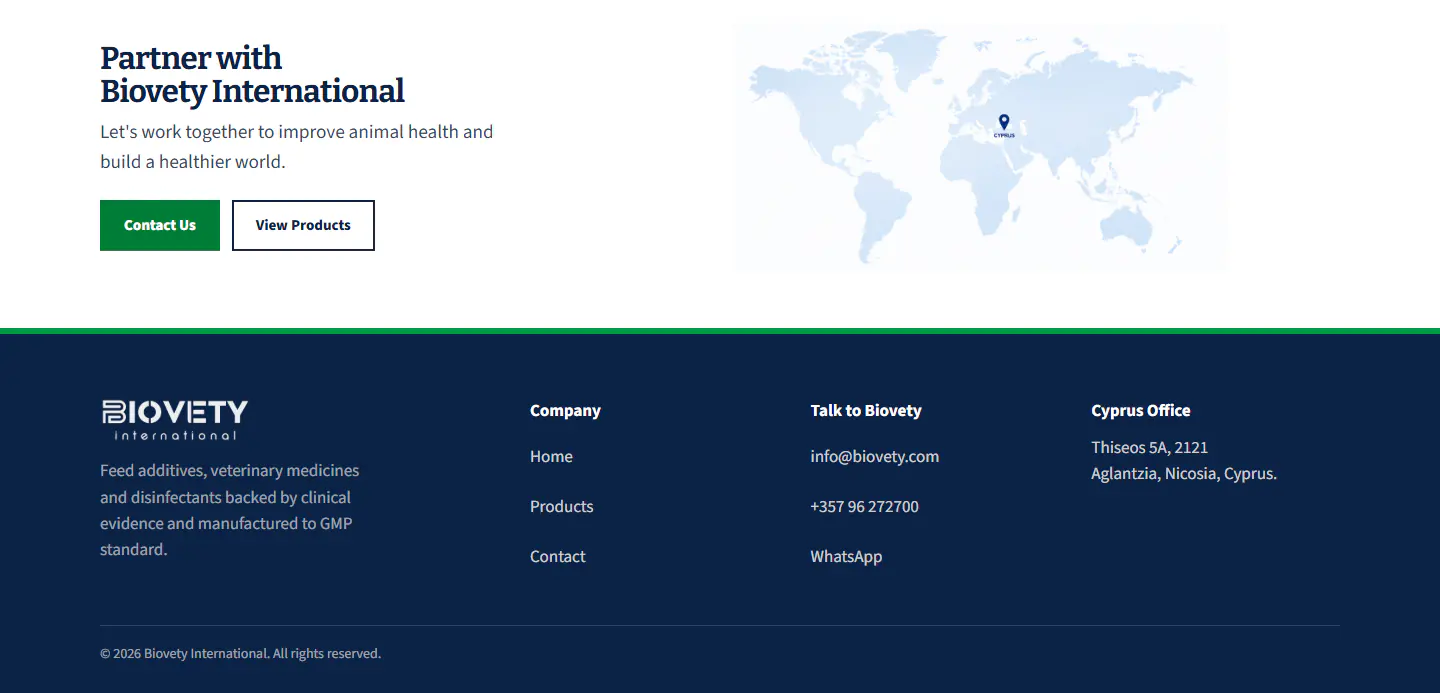 Partner with
Biovety International
Let's work together to improve animal health and
build a healthier world.
Contact Us
View Products
CYPRUS
BIOVETY
international
Feed additives, veterinary medicines
and disinfectants backed by clinical
evidence and manufactured to GMP
standard.
Company
Home
Products
Contact
Talk to Biovety
info@biovety.com
+357 96 272700
WhatsApp
Cyprus Office
Thiseos 5A, 2121
Aglantzia, Nicosia, Cyprus.
© 2026 Biovety International. All rights reserved.